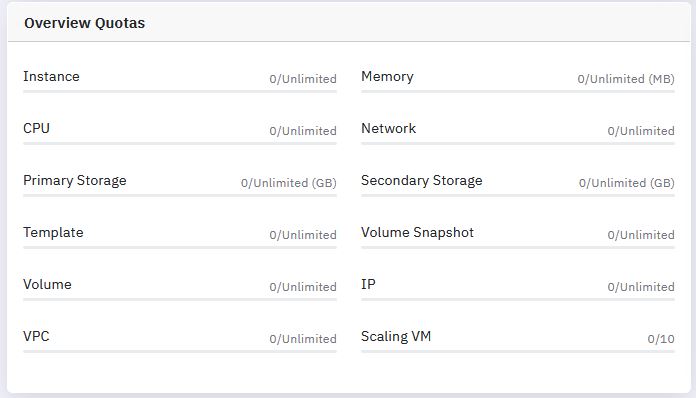 Overview Quotas
Instance 0/Unlimited
Memory 0/Unlimited (MB)
CPU 0/Unlimited
Network 0/Unlimited
Primary Storage 0/Unlimited (GB)
Secondary Storage 0/Unlimited (GB)
Template 0/Unlimited
Volume Snapshot 0/Unlimited
Volume 0/Unlimited
IP 0/Unlimited
VPC 0/Unlimited
Scaling VM 0/10